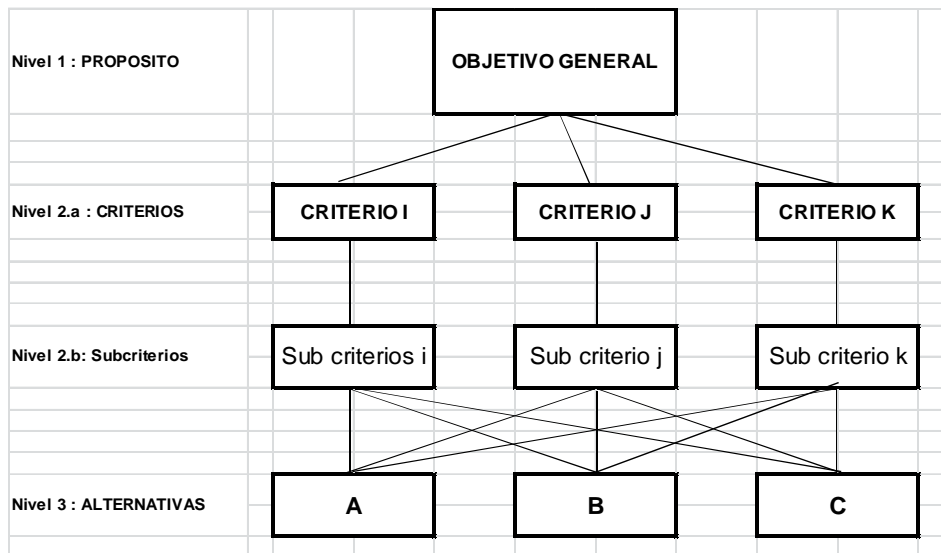 Nivel 1 : PROPOSITO
OBJETIVO GENERAL
Nivel 2.a : CRITERIOS
CRITERIO I
CRITERIO J
CRITERIO K
Nivel 2.b: Subcriterios
Sub criterios i
Sub criterio j
Sub criterio k
Nivel 3 : ALTERNATIVAS
A
B
C